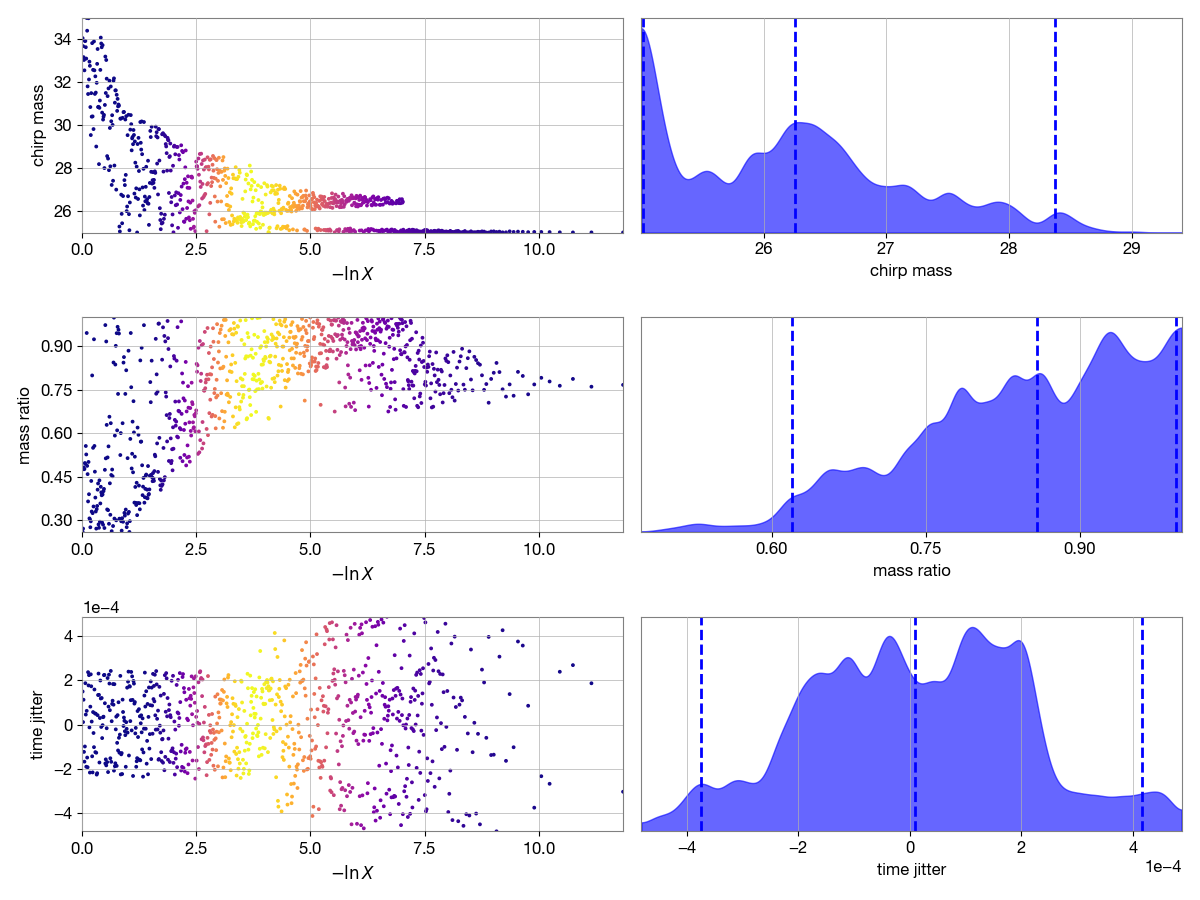 34
32
30
28
26
chirp mass
0.0 2.5 5.0 7.5 10.0
−ln X
26 27 28 29
chirp mass
0.90
0.75
0.60
0.45
0.30
mass ratio
0.0 2.5 5.0 7.5 10.0
−ln X
0.60 0.75 0.90
mass ratio
1e−4
4
2
0
−2
−4
time jitter
0.0 2.5 5.0 7.5 10.0
−ln X
−4 −2 0 2 4
1e−4
time jitter